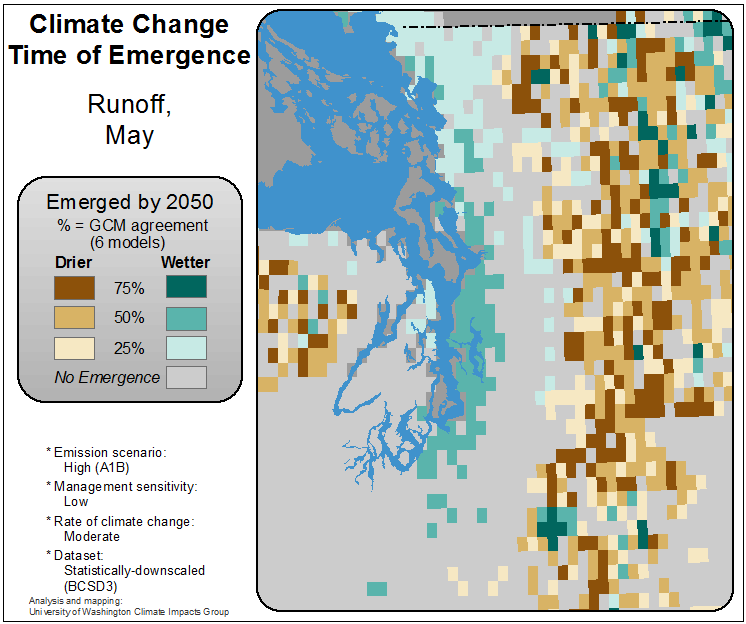 Climate Change
Time of Emergence
Runoff,
May
Emerged by 2050
% = GCM agreement
(6 models)
Drier Wetter
75%
50%
25%
No Emergence
* Emission scenario:
High (A1B)
* Management sensitivity:
Low
* Rate of climate change:
Moderate
* Dataset:
Statistically-downscaled
(BCSD3)
Analysis and mapping:
University of Washington Climate Impacts Group